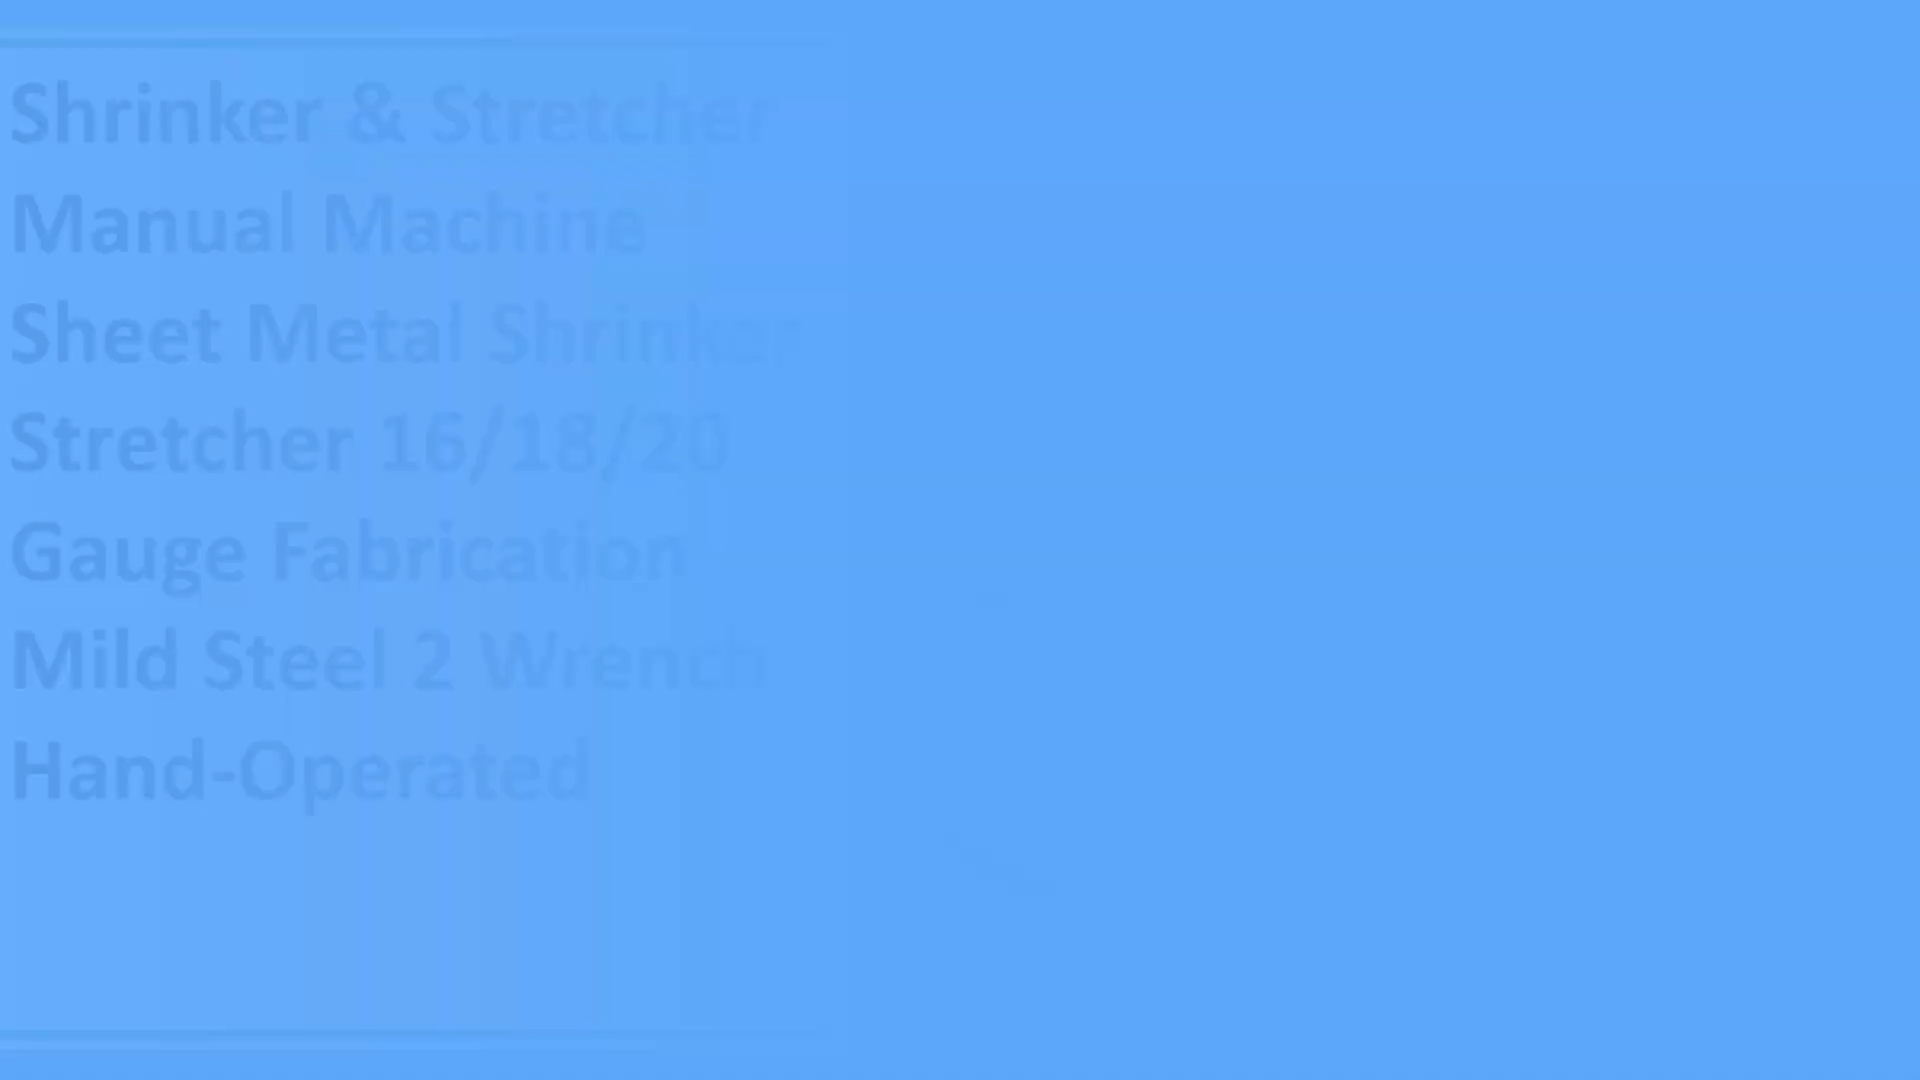 Shrinker & Stretcher
Manual Machine
Sheet Metal Shrinker
Stretcher 16/18/20
Gauge Fabrication
Mild Steel 2 Wrench
Hand-Operated